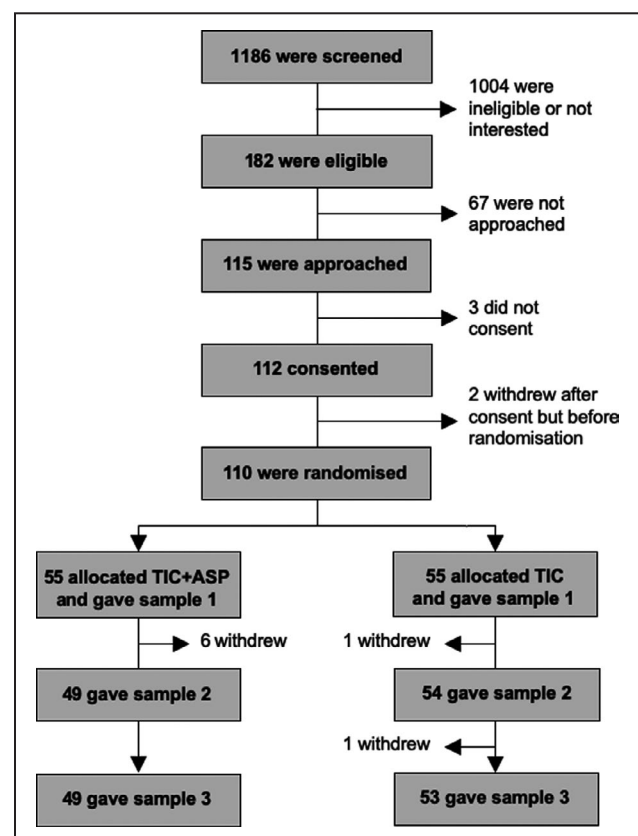 1186 were screened
1004 were
ineligible or not
interested
182 were eligible
67 were not
approached
115 were approached
3 did not
consent
112 consented
2 withdrew after
consent but before
randomisation
110 were randomised
55 allocated TIC+ASP
and gave sample 1
55 allocated TIC
and gave sample 1
6 withdrew
1 withdrew
49 gave sample 2
54 gave sample 2
1 withdrew
49 gave sample 3
53 gave sample 3